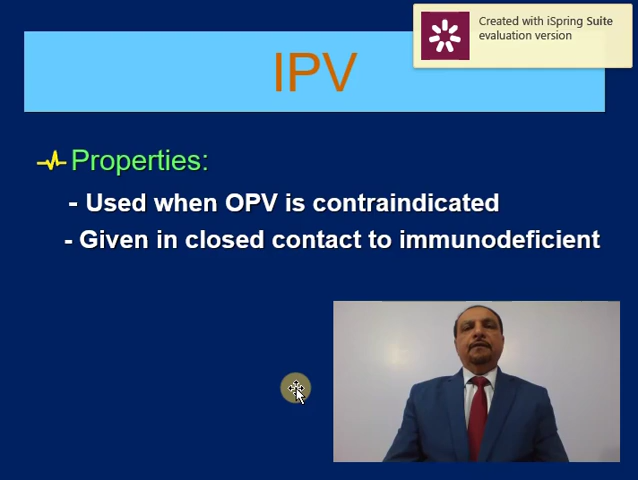 Created with iSpring Suite
evaluation version
IPV
Properties:
- Used when OPV is contraindicated
- Given in closed contact to immunodeficient